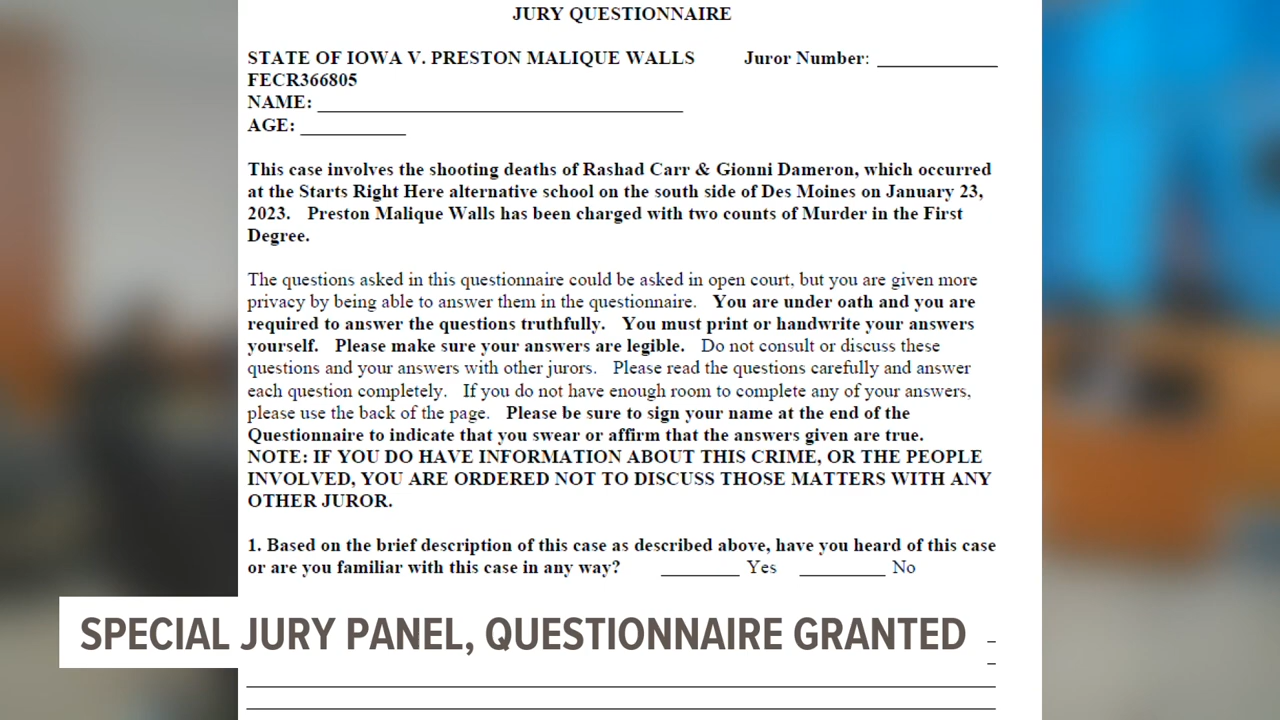 JURY QUESTIONNAIRE
STATE OF IOWA V. PRESTON MALIQUE WALLS Juror Number: ____________
FECR366805
NAME: ______________________________________
AGE: ___________
This case involves the shooting deaths of Rashad Carr & Gionni Dameron, which occurred
at the Starts Right Here alternative school on the south side of Des Moines on January 23,
2023. Preston Malique Walls has been charged with two counts of Murder in the First
Degree.
The questions asked in this questionnaire could be asked in open court, but you are given more
privacy by being able to answer them in the questionnaire. You are under oath and you are
required to answer the questions truthfully. You must print or handwrite your answers
yourself. Please make sure your answers are legible. Do not consult or discuss these
questions and your answers with other jurors. Please read the questions carefully and answer
each question completely. If you do not have enough room to complete any of your answers,
please use the back of the page. Please be sure to sign your name at the end of the
Questionnaire to indicate that you swear or affirm that the answers given are true.
NOTE: IF YOU DO HAVE INFORMATION ABOUT THIS CRIME, OR THE PEOPLE
INVOLVED, YOU ARE ORDERED NOT TO DISCUSS THOSE MATTERS WITH ANY
OTHER JUROR.
1. Based on the brief description of this case as described above, have you heard of this case
or are you familiar with this case in any way? ________ Yes ________ No
SPECIAL JURY PANEL, QUESTIONNAIRE GRANTED